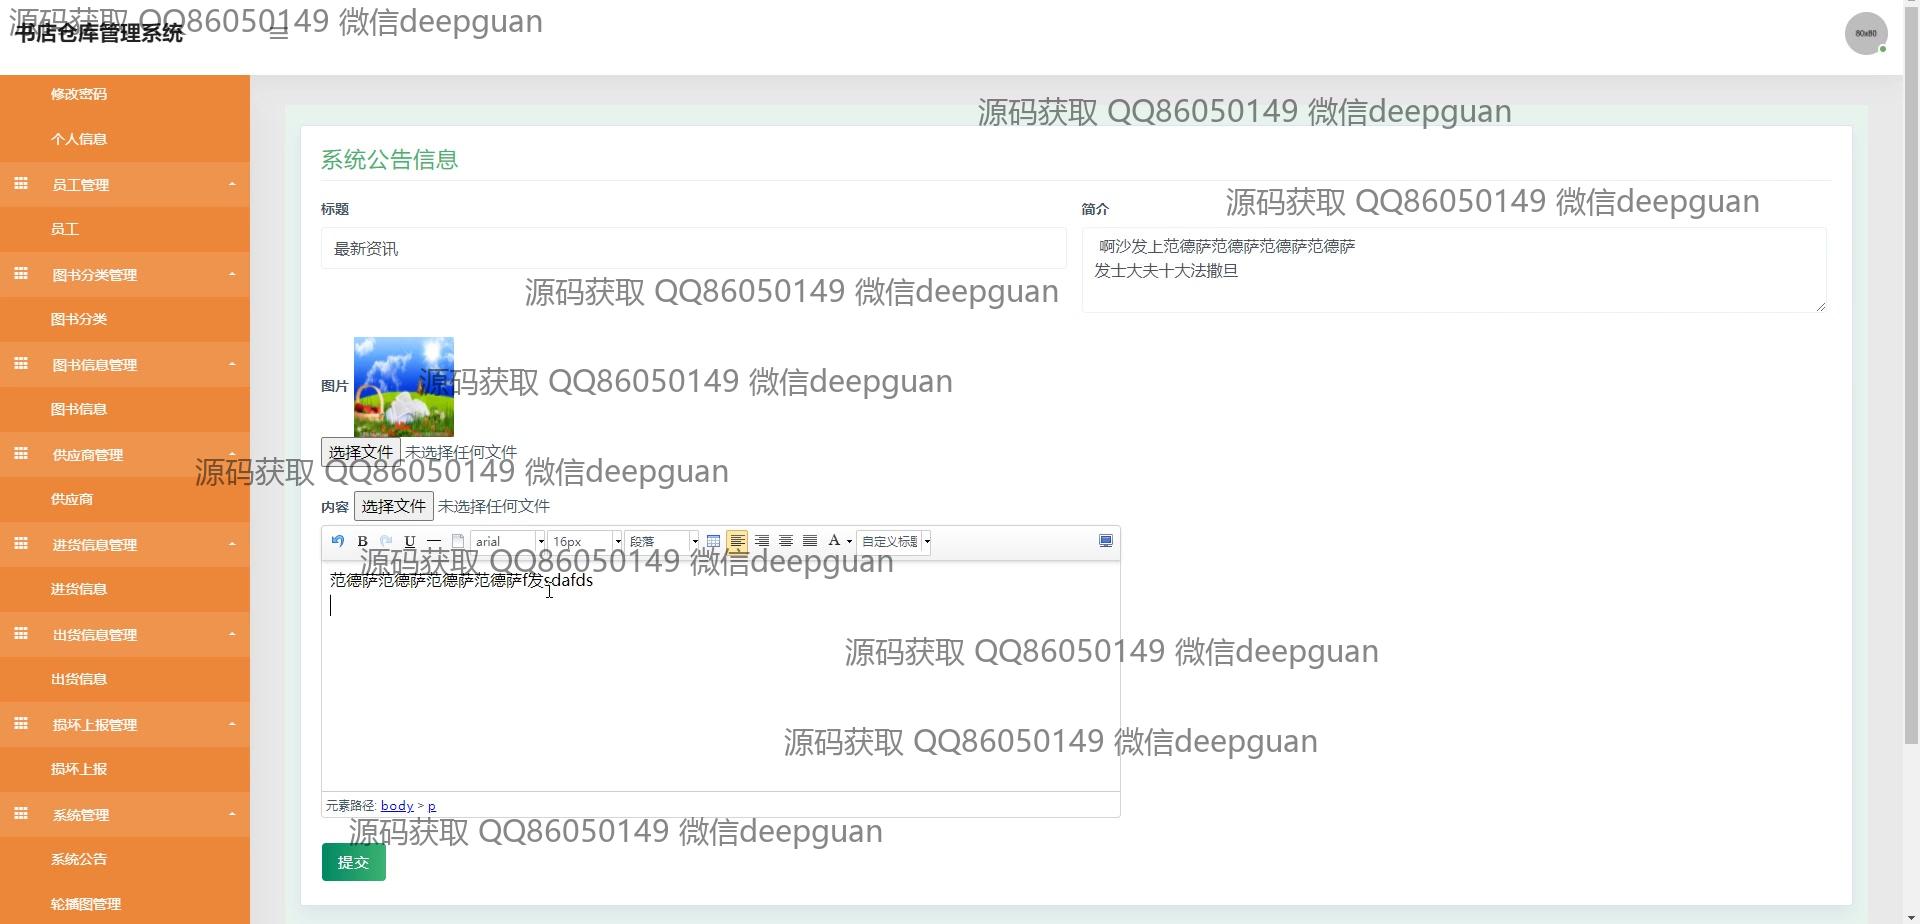 源码获取 QQ86050149 微信deepguan
书店仓库管理系统
80x80
修改密码
个人信息
员工管理
员工
图书分类管理
图书分类
图书信息管理
图书信息
供应商管理
供应商
进货信息管理
进货信息
出货信息管理
出货信息
损坏上报管理
损坏上报
系统管理
系统公告
轮播图管理
源码获取 QQ86050149 微信deepguan
系统公告信息
标题
最新资讯
简介
源码获取 QQ86050149 微信deepguan
啊沙发上范德萨范德萨范德萨范德萨
发士大夫十大法撒旦
源码获取 QQ86050149 微信deepguan
图片
源码获取 QQ86050149 微信deepguan
选择文件 未选择任何文件
源码获取 QQ86050149 微信deepguan
内容 选择文件 未选择任何文件
B U arial 16px 段落 A 自定义标题
源码获取 QQ86050149 微信deepguan
范德萨范德萨范德萨范德萨f发sdafds
源码获取 QQ86050149 微信deepguan
源码获取 QQ86050149 微信deepguan
元素路径: body > p
源码获取 QQ86050149 微信deepguan
提交